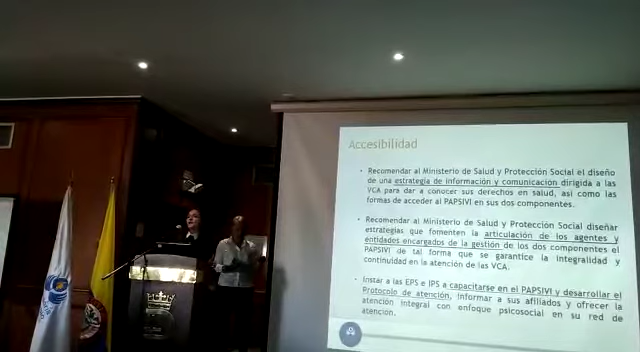 Accesibilidad
• Recomendar al Ministerio de Salud y Protección Social el diseño
de una estrategia de información y comunicación dirigida a las
VCA para dar a conocer sus derechos en salud, así como las
formas de acceder al PAPSIVI en sus dos componentes.
• Recomendar al Ministerio de Salud y Protección Social diseñar
estrategias que fomenten la articulación de los agentes y
entidades encargados de la gestión de los dos componentes el
PAPSIVI de tal forma que se garantice la integralidad y
continuidad en la atención de las VCA.
• Instar a las EPS e IPS a capacitarse en el PAPSIVI y desarrollar el
Protocolo de atención, informar a sus afiliados y ofrecer la
atención integral con enfoque psicosocial en su red de
atención.